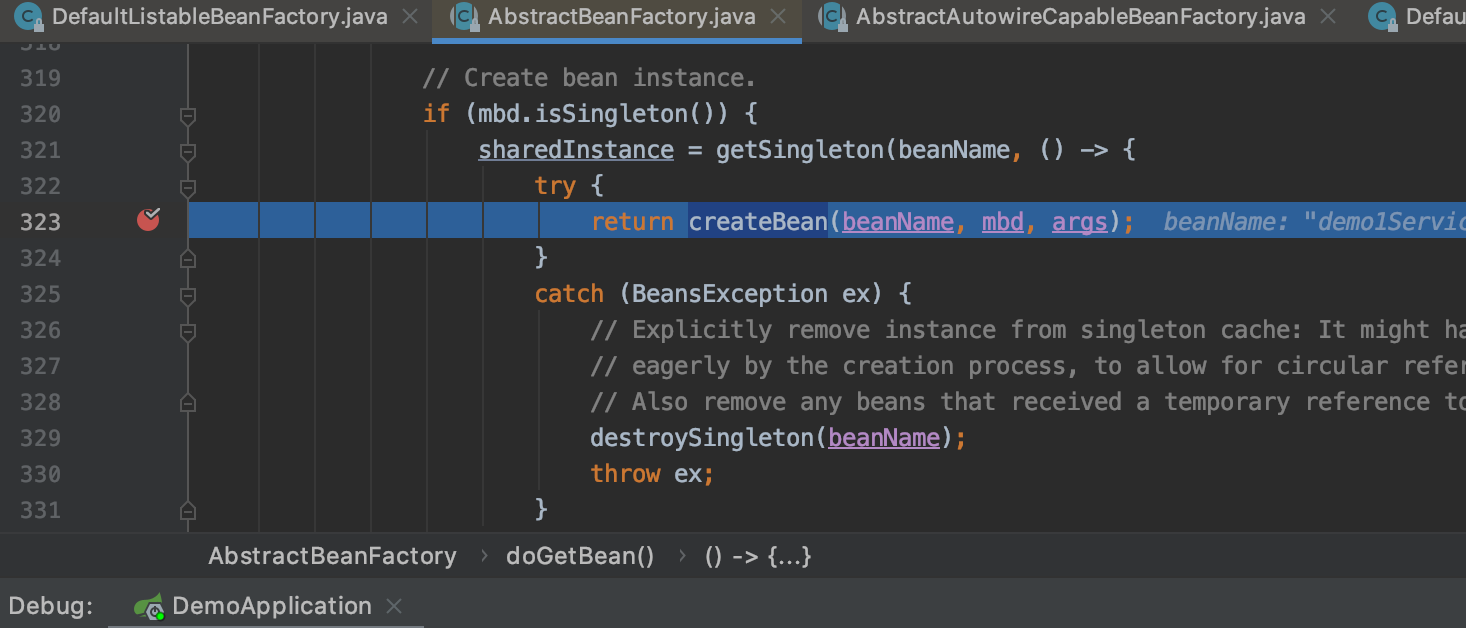 DefaultListableBeanFactory.java AbstractBeanFactory.java AbstractAutowireCapableBeanFactory.java Defau
319 // Create bean instance.
320 if (mbd.isSingleton()) {
321 sharedInstance = getSingleton(beanName, () -> {
322 try {
323 return createBean(beanName, mbd, args); beanName: "demo1Servic
324 }
325 catch (BeansException ex) {
326 // Explicitly remove instance from singleton cache: It might ha
327 // eagerly by the creation process, to allow for circular refer
328 // Also remove any beans that received a temporary reference to
329 destroySingleton(beanName);
330 throw ex;
331 }
AbstractBeanFactory › doGetBean() › () -> {...}
Debug: DemoApplication